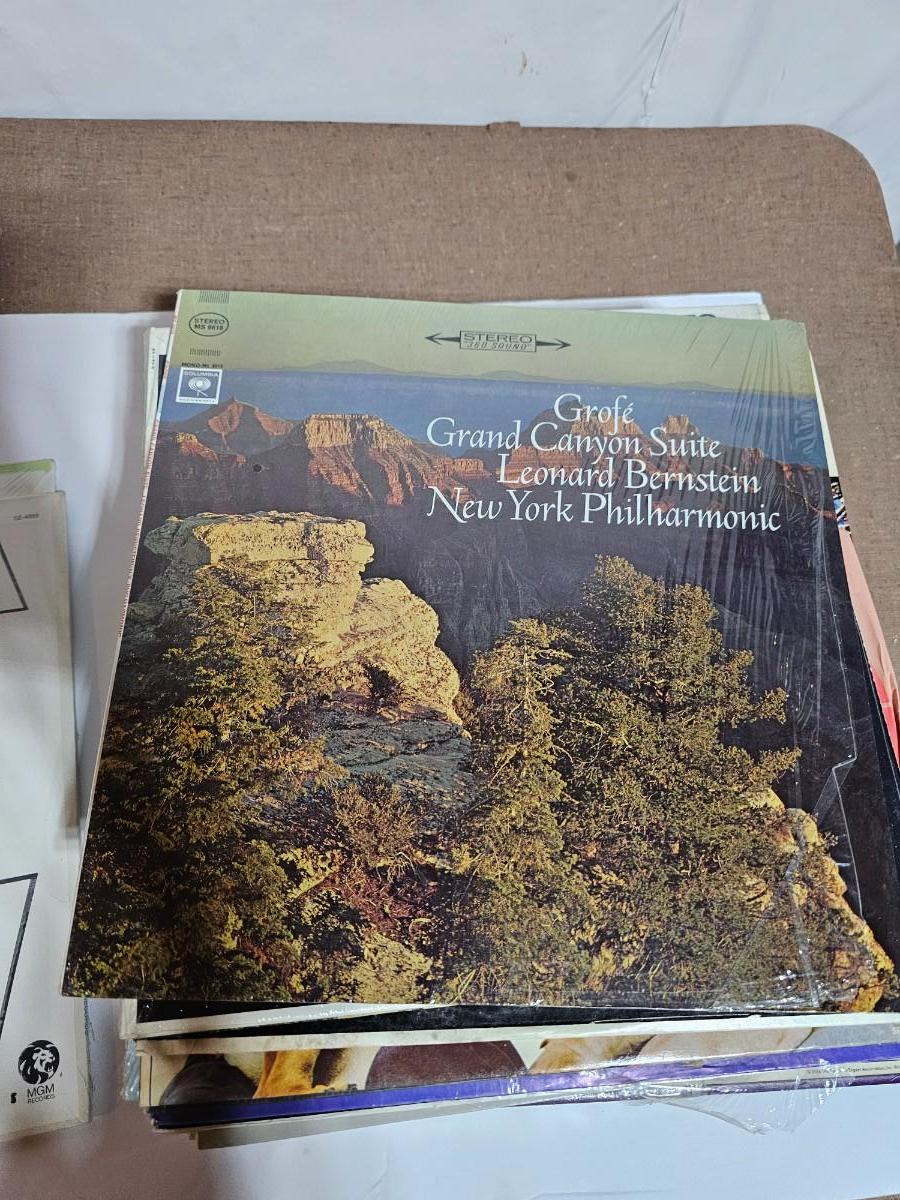 STEREO
MS 6618
STEREO
"360 SOUND"
COLUMBIA
Grofé
Grand Canyon Suite
Leonard Bernstein
New York Philharmonic
MGM
RECORDS